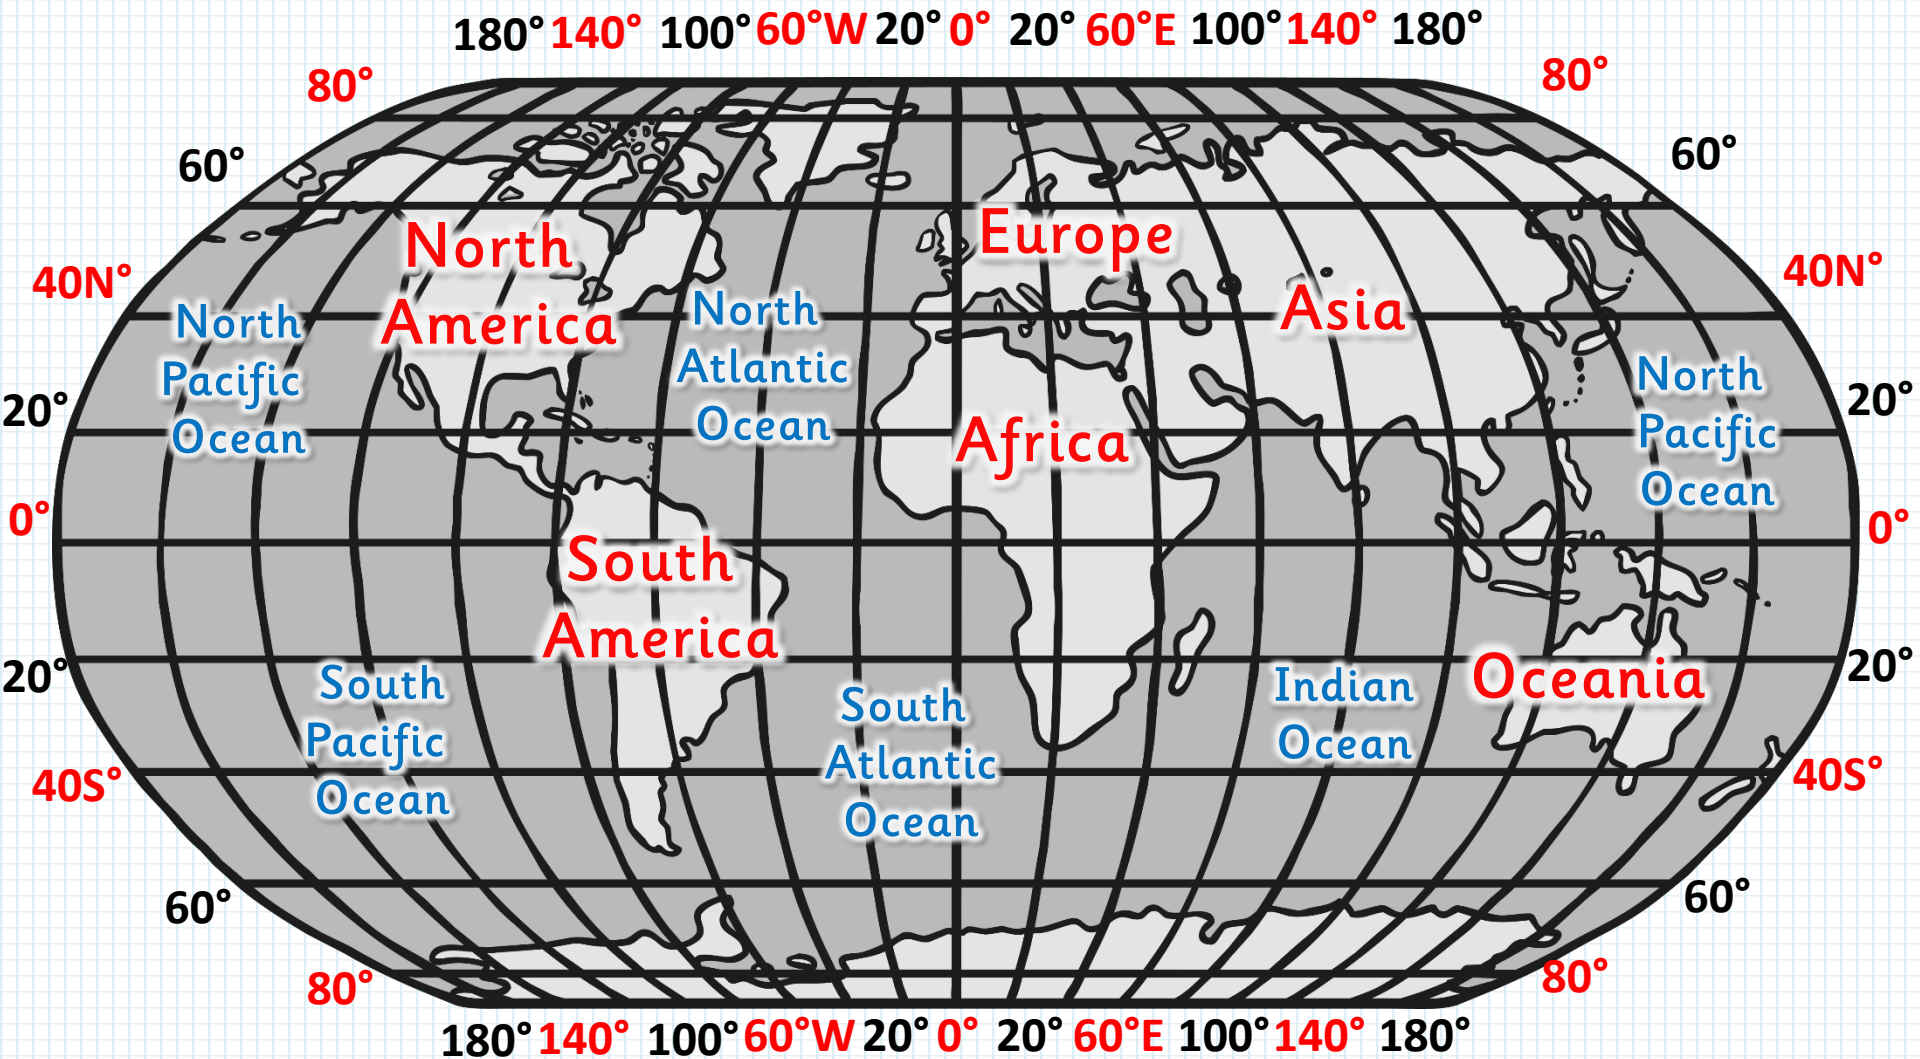 180° 140° 100° 60°W 20° 0° 20° 60°E 100° 140° 180°
80° 80°
60° 60°
40N° 40N°
North
America
Europe
Asia
North
Pacific
Ocean
North
Atlantic
Ocean
North
Pacific
Ocean
20° 20°
Africa
0° 0°
South
America
20° 20°
Oceania
South
Pacific
Ocean
South
Atlantic
Ocean
Indian
Ocean
40S° 40S°
60° 60°
80° 80°
180° 140° 100° 60°W 20° 0° 20° 60°E 100° 140° 180°